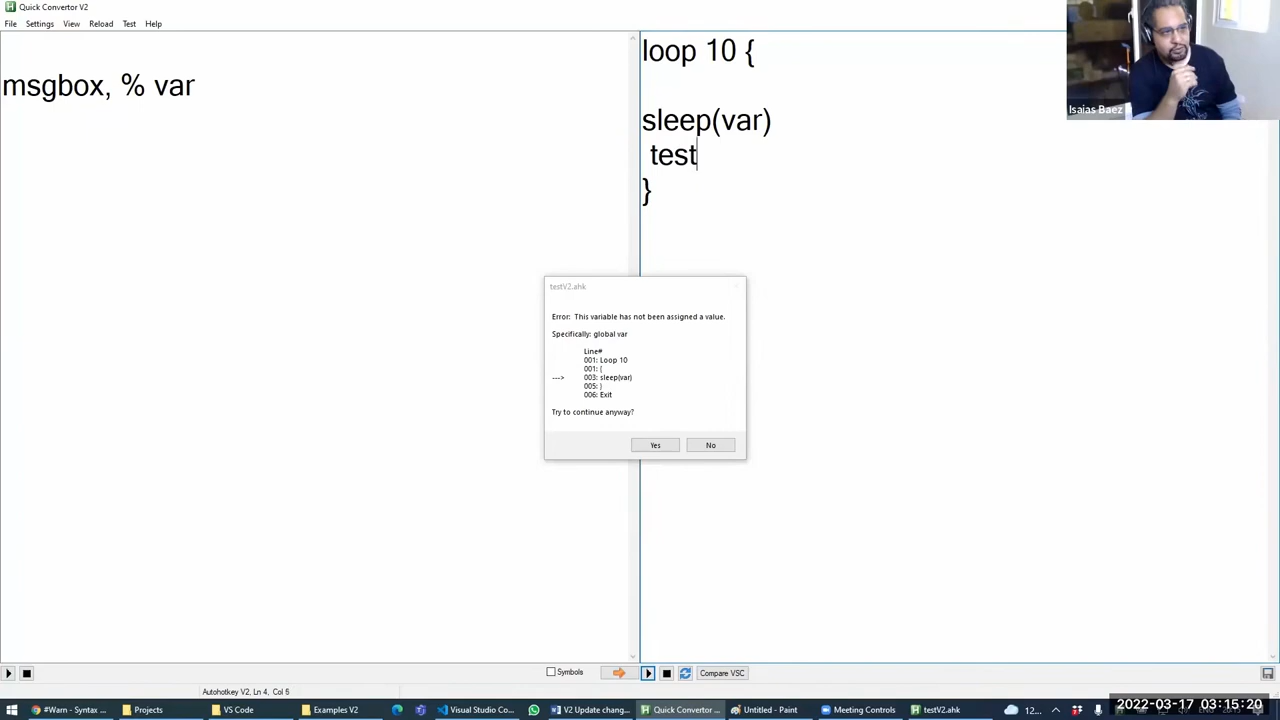 Quick Convertor V2
File Settings View Reload Test Help
msgbox, % var
loop 10 {
sleep(var)
test
}
Isaias Baez
testV2.ahk
Error: This variable has not been assigned a value.
Specifically: global var
Line#
001: Loop 10
001: {
---> 003: sleep(var)
005: }
006: Exit
Try to continue anyway?
Yes No
Symbols
Compare VSC
Autohotkey V2, Ln 4, Col 6
#Warn - Syntax ...
Projects
VS Code
Examples V2
Visual Studio Co...
V2 Update chang...
Quick Convertor ...
Untitled - Paint
Meeting Controls
testV2.ahk
12...
2022-03-17 03:15:20